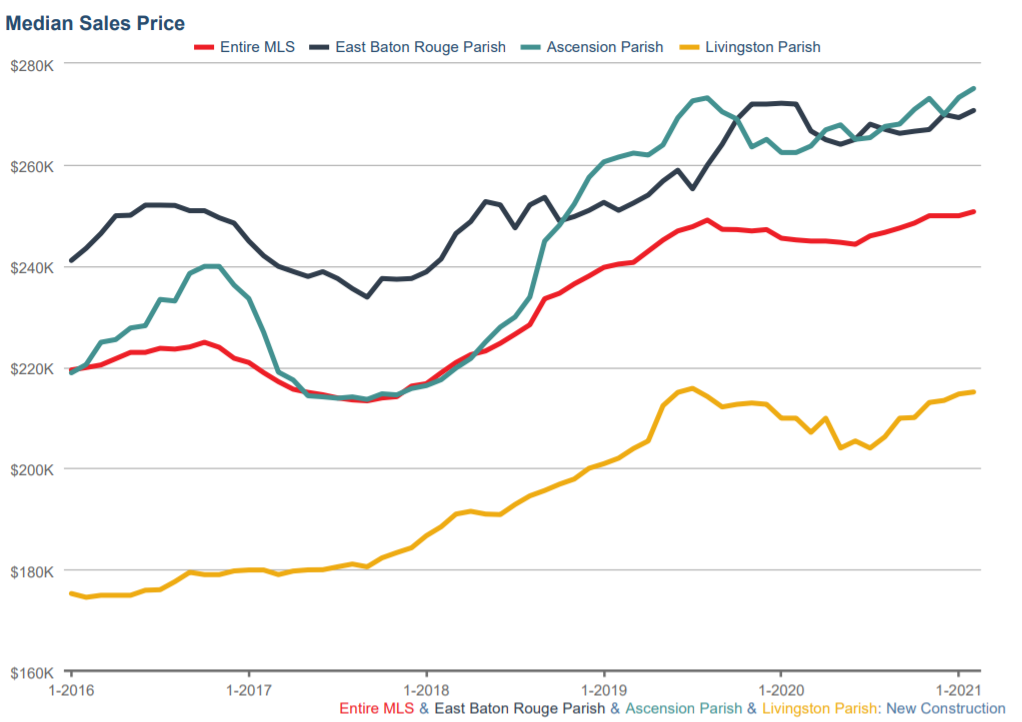 Median Sales Price
Entire MLS East Baton Rouge Parish Ascension Parish Livingston Parish
$280K
$260K
$240K
$220K
$200K
$180K
$160K
1-2016 1-2017 1-2018 1-2019 1-2020 1-2021
Entire MLS & East Baton Rouge Parish & Ascension Parish & Livingston Parish: New Construction